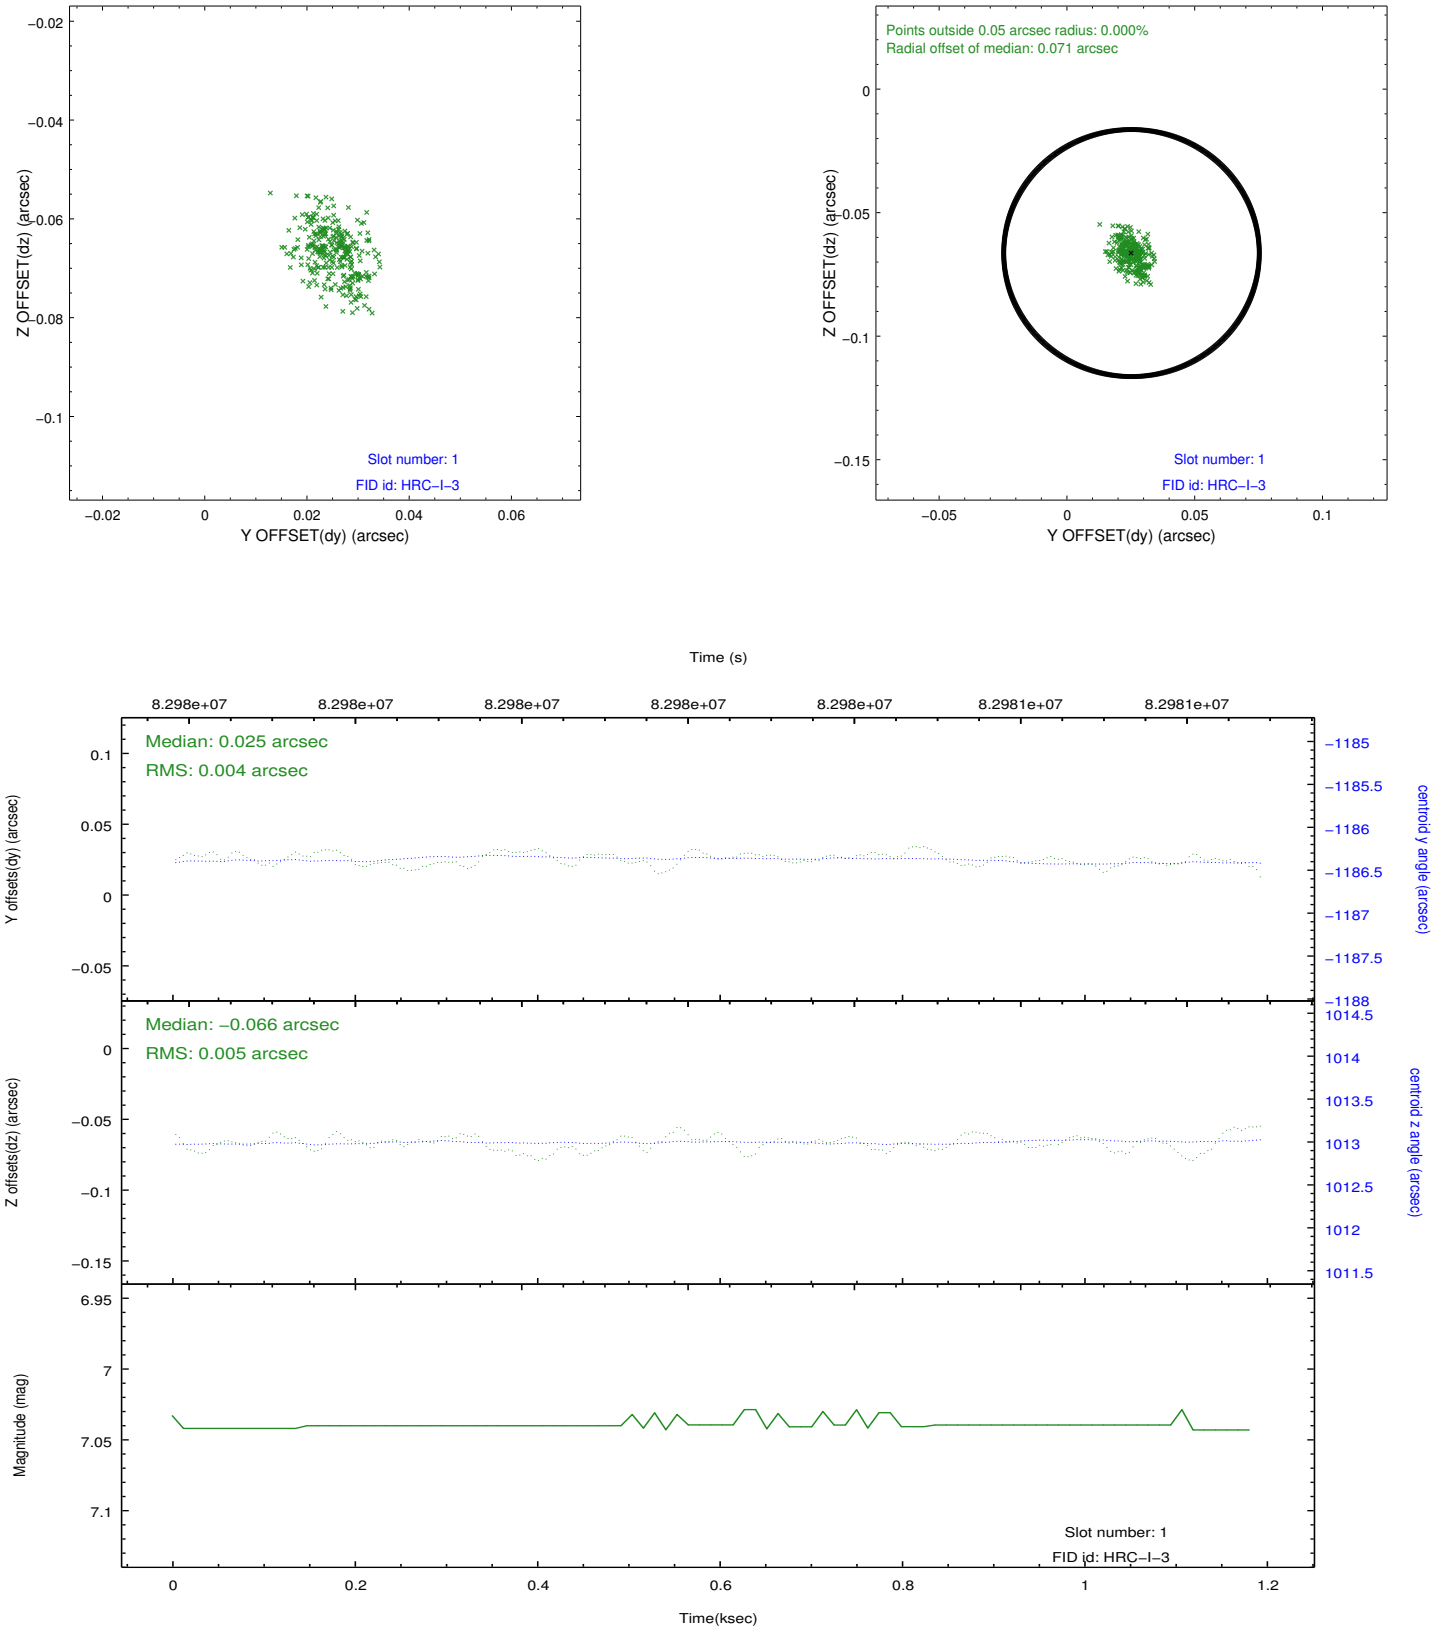 −0.02
−0.04
−0.06
−0.08
−0.1
Z OFFSET(dz) (arcsec)
Slot number: 1
FID id: HRC−I−3
−0.02 0 0.02 0.04 0.06
Y OFFSET(dy) (arcsec)
Points outside 0.05 arcsec radius: 0.000%
Radial offset of median: 0.071 arcsec
0
−0.05
−0.1
−0.15
Z OFFSET(dz) (arcsec)
Slot number: 1
FID id: HRC−I−3
−0.05 0 0.05 0.1
Y OFFSET(dy) (arcsec)
Time (s)
8.298e+07 8.298e+07 8.298e+07 8.298e+07 8.298e+07 8.2981e+07 8.2981e+07
Median: 0.025 arcsec
RMS: 0.004 arcsec
0.1
0.05
0
−0.05
Y offsets(dy) (arcsec)
−1185
−1185.5
−1186
−1186.5
−1187
−1187.5
−1188
centroid y angle (arcsec)
Median: −0.066 arcsec
RMS: 0.005 arcsec
0
−0.05
−0.1
−0.15
Z offsets(dz) (arcsec)
1014.5
1014
1013.5
1013
1012.5
1012
1011.5
centroid z angle (arcsec)
6.95
7
7.05
7.1
Magnitude (mag)
Slot number: 1
FID id: HRC−I−3
0 0.2 0.4 0.6 0.8 1 1.2
Time(ksec)